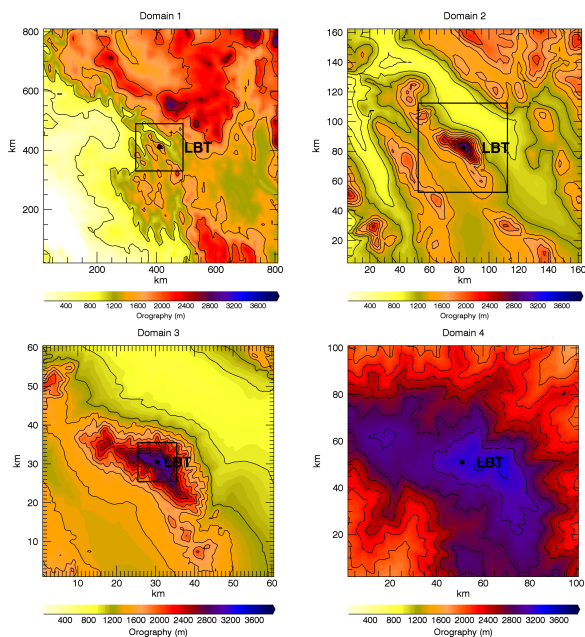 Domain 1
Domain 2
800
600
400
200
km
LBT
200 400 600 800
km
160
140
120
100
80
60
40
20
km
LBT
20 40 60 80 100 120 140 160
km
400 800 1200 1600 2000 2400 2800 3200 3600
Orography (m)
400 800 1200 1600 2000 2400 2800 3200 3600
Orography (m)
Domain 3
Domain 4
60
50
40
30
20
10
km
LBT
10 20 30 40 50 60
km
100
80
60
40
20
km
LBT
20 40 60 80 100
km
400 800 1200 1600 2000 2400 2800 3200 3600
Orography (m)
400 800 1200 1600 2000 2400 2800 3200 3600
Orography (m)